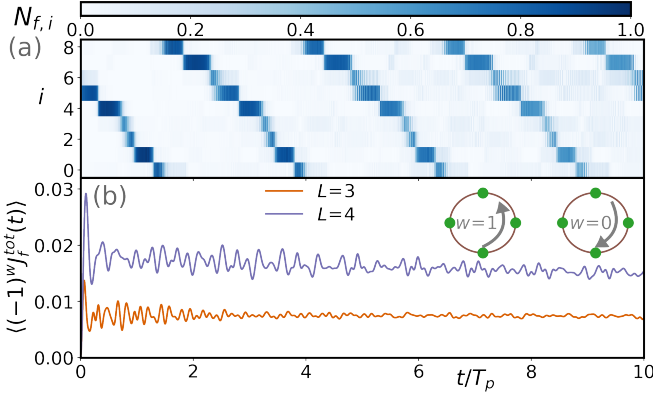 N_{f,i}
0.0 0.2 0.4 0.6 0.8 1.0
(a)
i
8
6
4
2
0
(b)
L=3
L=4
w=1
w=0
⟨(−1)^w J_f^{tot}(t)⟩
0.03
0.02
0.01
0.00
0 2 4 6 8 10
t/T_p